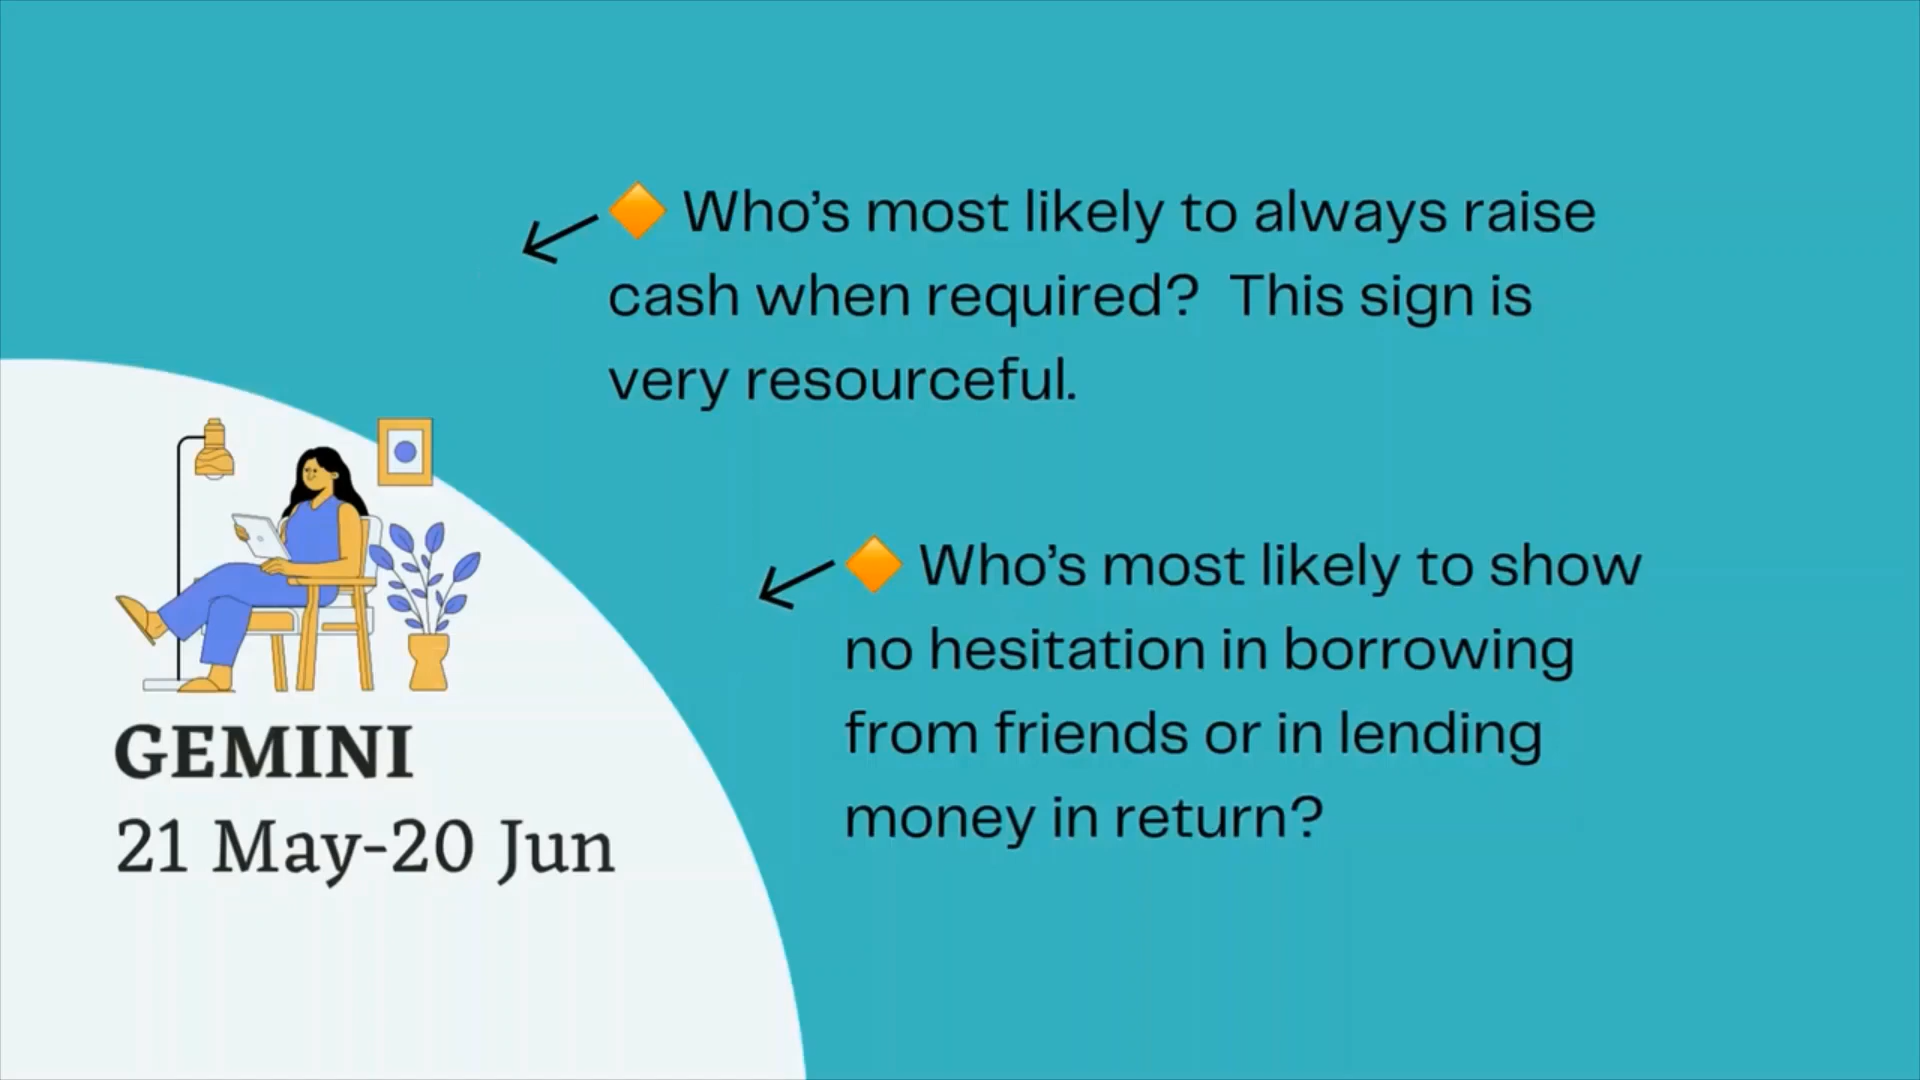 🔶 Who’s most likely to always raise
cash when required?  This sign is
very resourceful.
🔶 Who’s most likely to show
no hesitation in borrowing
from friends or in lending
money in return?
GEMINI
21 May-20 Jun